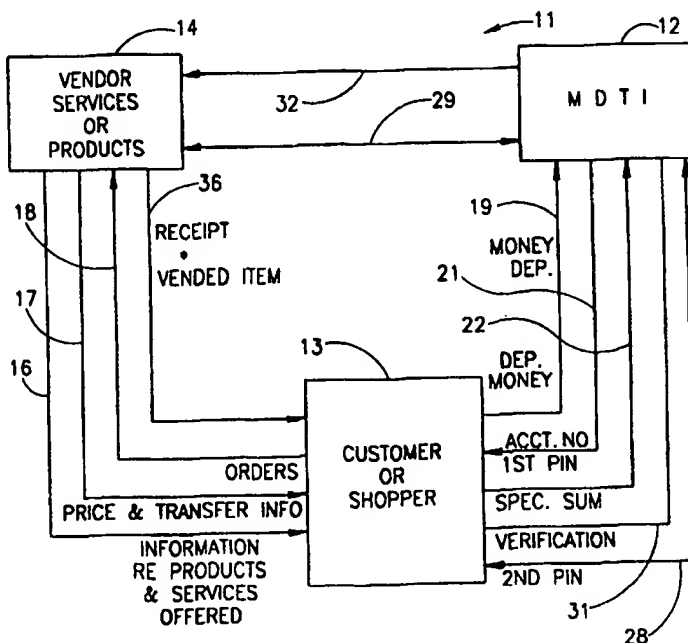 14
11
12
VENDOR
SERVICES
OR
PRODUCTS
MDTI
32
29
36
18
RECEIPT
+
VENDED ITEM
19
MONEY
DEP.
21
17
22
16
13
DEP.
MONEY
CUSTOMER
OR
SHOPPER
ACCT. NO
1ST PIN
ORDERS
SPEC. SUM
PRICE & TRANSFER INFO
VERIFICATION
INFORMATION
RE PRODUCTS
& SERVICES
OFFERED
2ND PIN
31
28